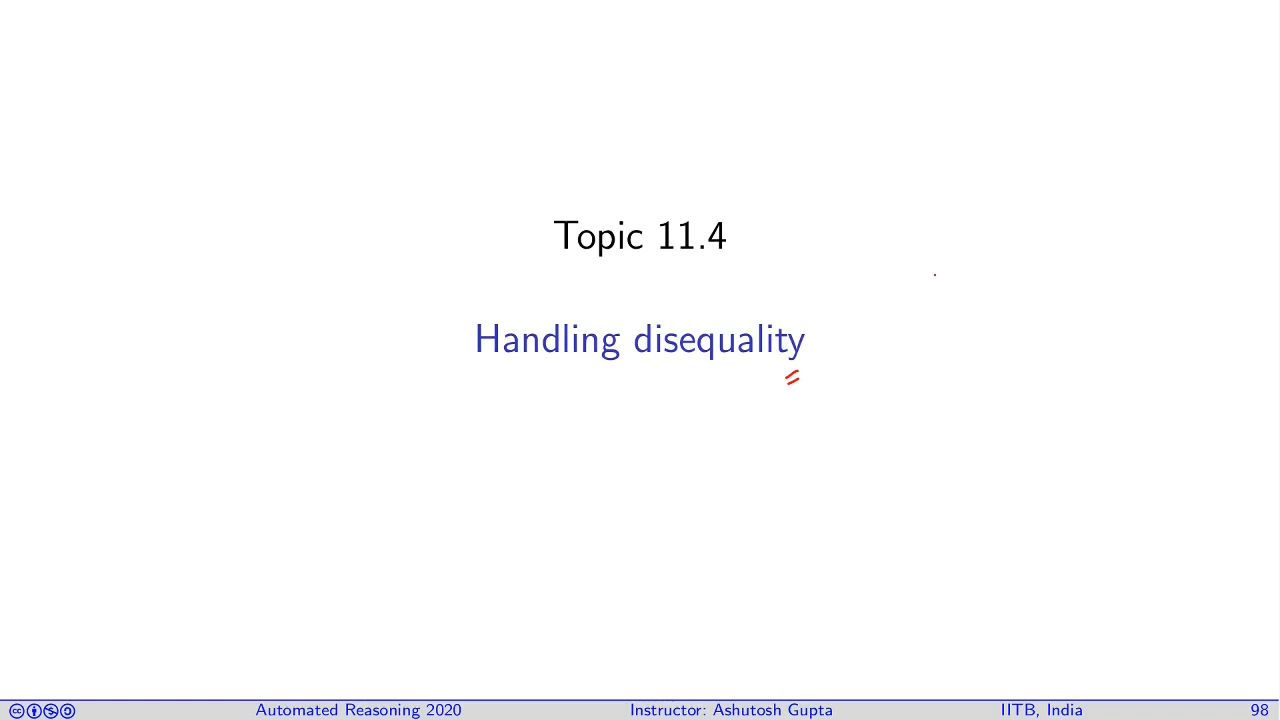 Topic 11.4
Handling disequality
=
Automated Reasoning 2020 Instructor: Ashutosh Gupta IITB, India 98